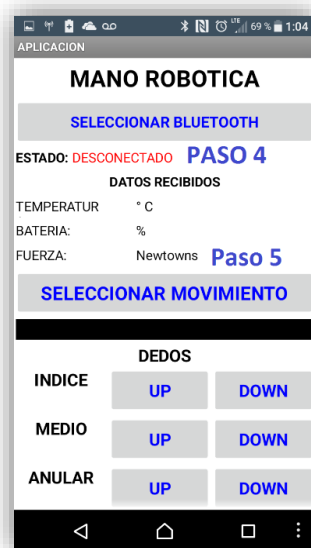 69 % 1:04
APLICACION
MANO ROBOTICA
SELECCIONAR BLUETOOTH
ESTADO: DESCONECTADO PASO 4
DATOS RECIBIDOS
TEMPERATUR ° C
BATERIA: %
FUERZA: Newtowns Paso 5
SELECCIONAR MOVIMIENTO
DEDOS
INDICE UP DOWN
MEDIO UP DOWN
ANULAR UP DOWN